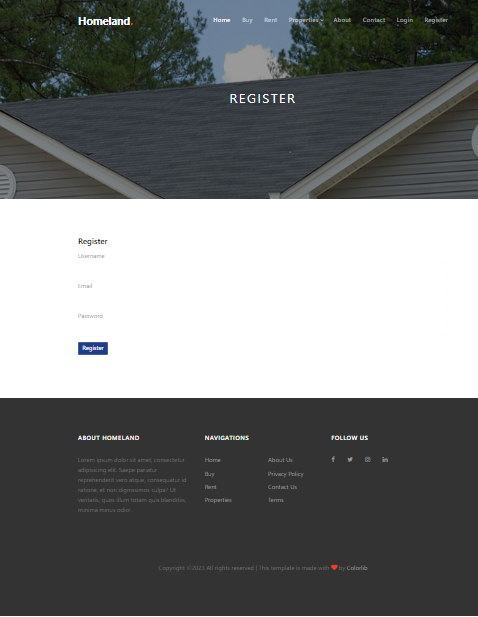 Homeland.
Home Buy Rent Properties About Contact Login Register
REGISTER
Register
Username
Email
Password
Register
ABOUT HOMELAND
Lorem ipsum dolor sit amet, consectetur
adipisicing elit. Saepe pariatur
reprehenderit vero atque, consequatur id
ratione, et non dignissimos culpa? Ut
veritatis, quos illum totam quis blanditiis,
minima minus odio!
NAVIGATIONS
Home
Buy
Rent
Properties
About Us
Privacy Policy
Contact Us
Terms
FOLLOW US
Copyright ©2023 All rights reserved | This template is made with ❤ by Colorlib